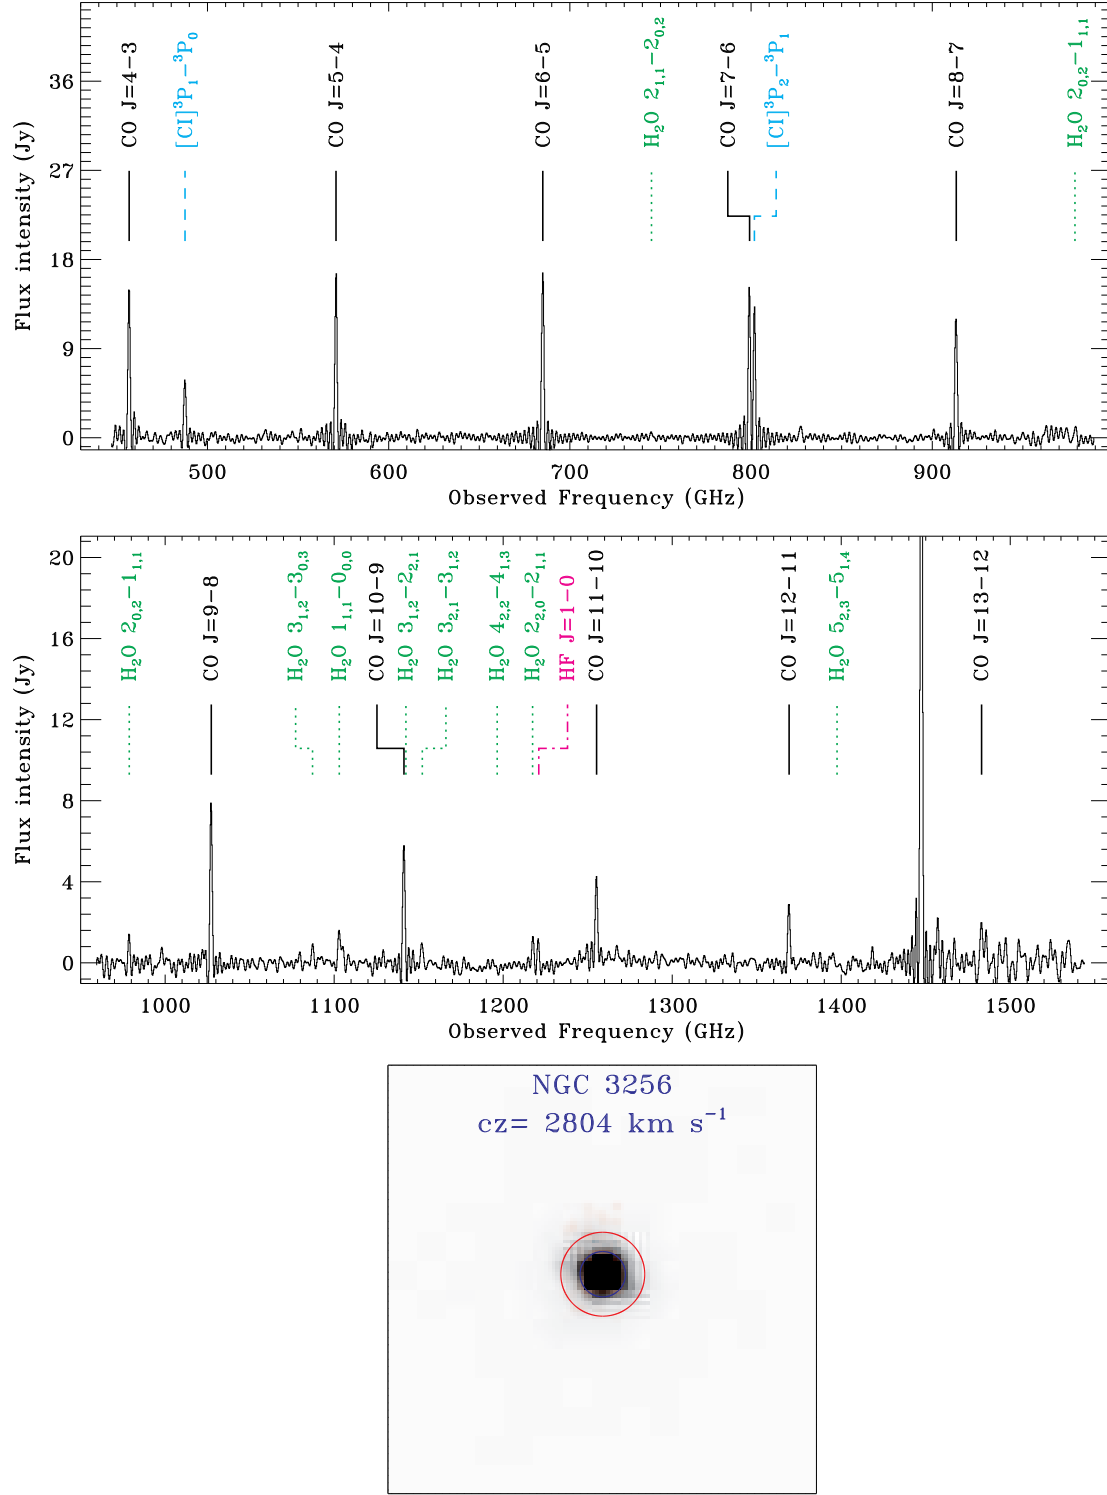 CO J=4−3
[CI]³P₁−³P₀
CO J=5−4
CO J=6−5
H₂O 2₁,₁−2₀,₂
CO J=7−6
[CI]³P₂−³P₁
CO J=8−7
H₂O 2₀,₂−1₁,₁
Flux intensity (Jy)
36
27
18
9
0
500 600 700 800 900
Observed Frequency (GHz)
H₂O 2₀,₂−1₁,₁
CO J=9−8
H₂O 3₁,₂−3₀,₃
H₂O 1₁,₁−0₀,₀
CO J=10−9
H₂O 3₁,₂−2₂,₁
H₂O 3₂,₁−3₁,₂
H₂O 4₂,₂−4₁,₃
H₂O 2₂,₀−2₁,₁
HF J=1−0
CO J=11−10
CO J=12−11
H₂O 5₂,₃−5₁,₄
CO J=13−12
Flux intensity (Jy)
20
16
12
8
4
0
1000 1100 1200 1300 1400 1500
Observed Frequency (GHz)
NGC 3256
cz= 2804 km s⁻¹